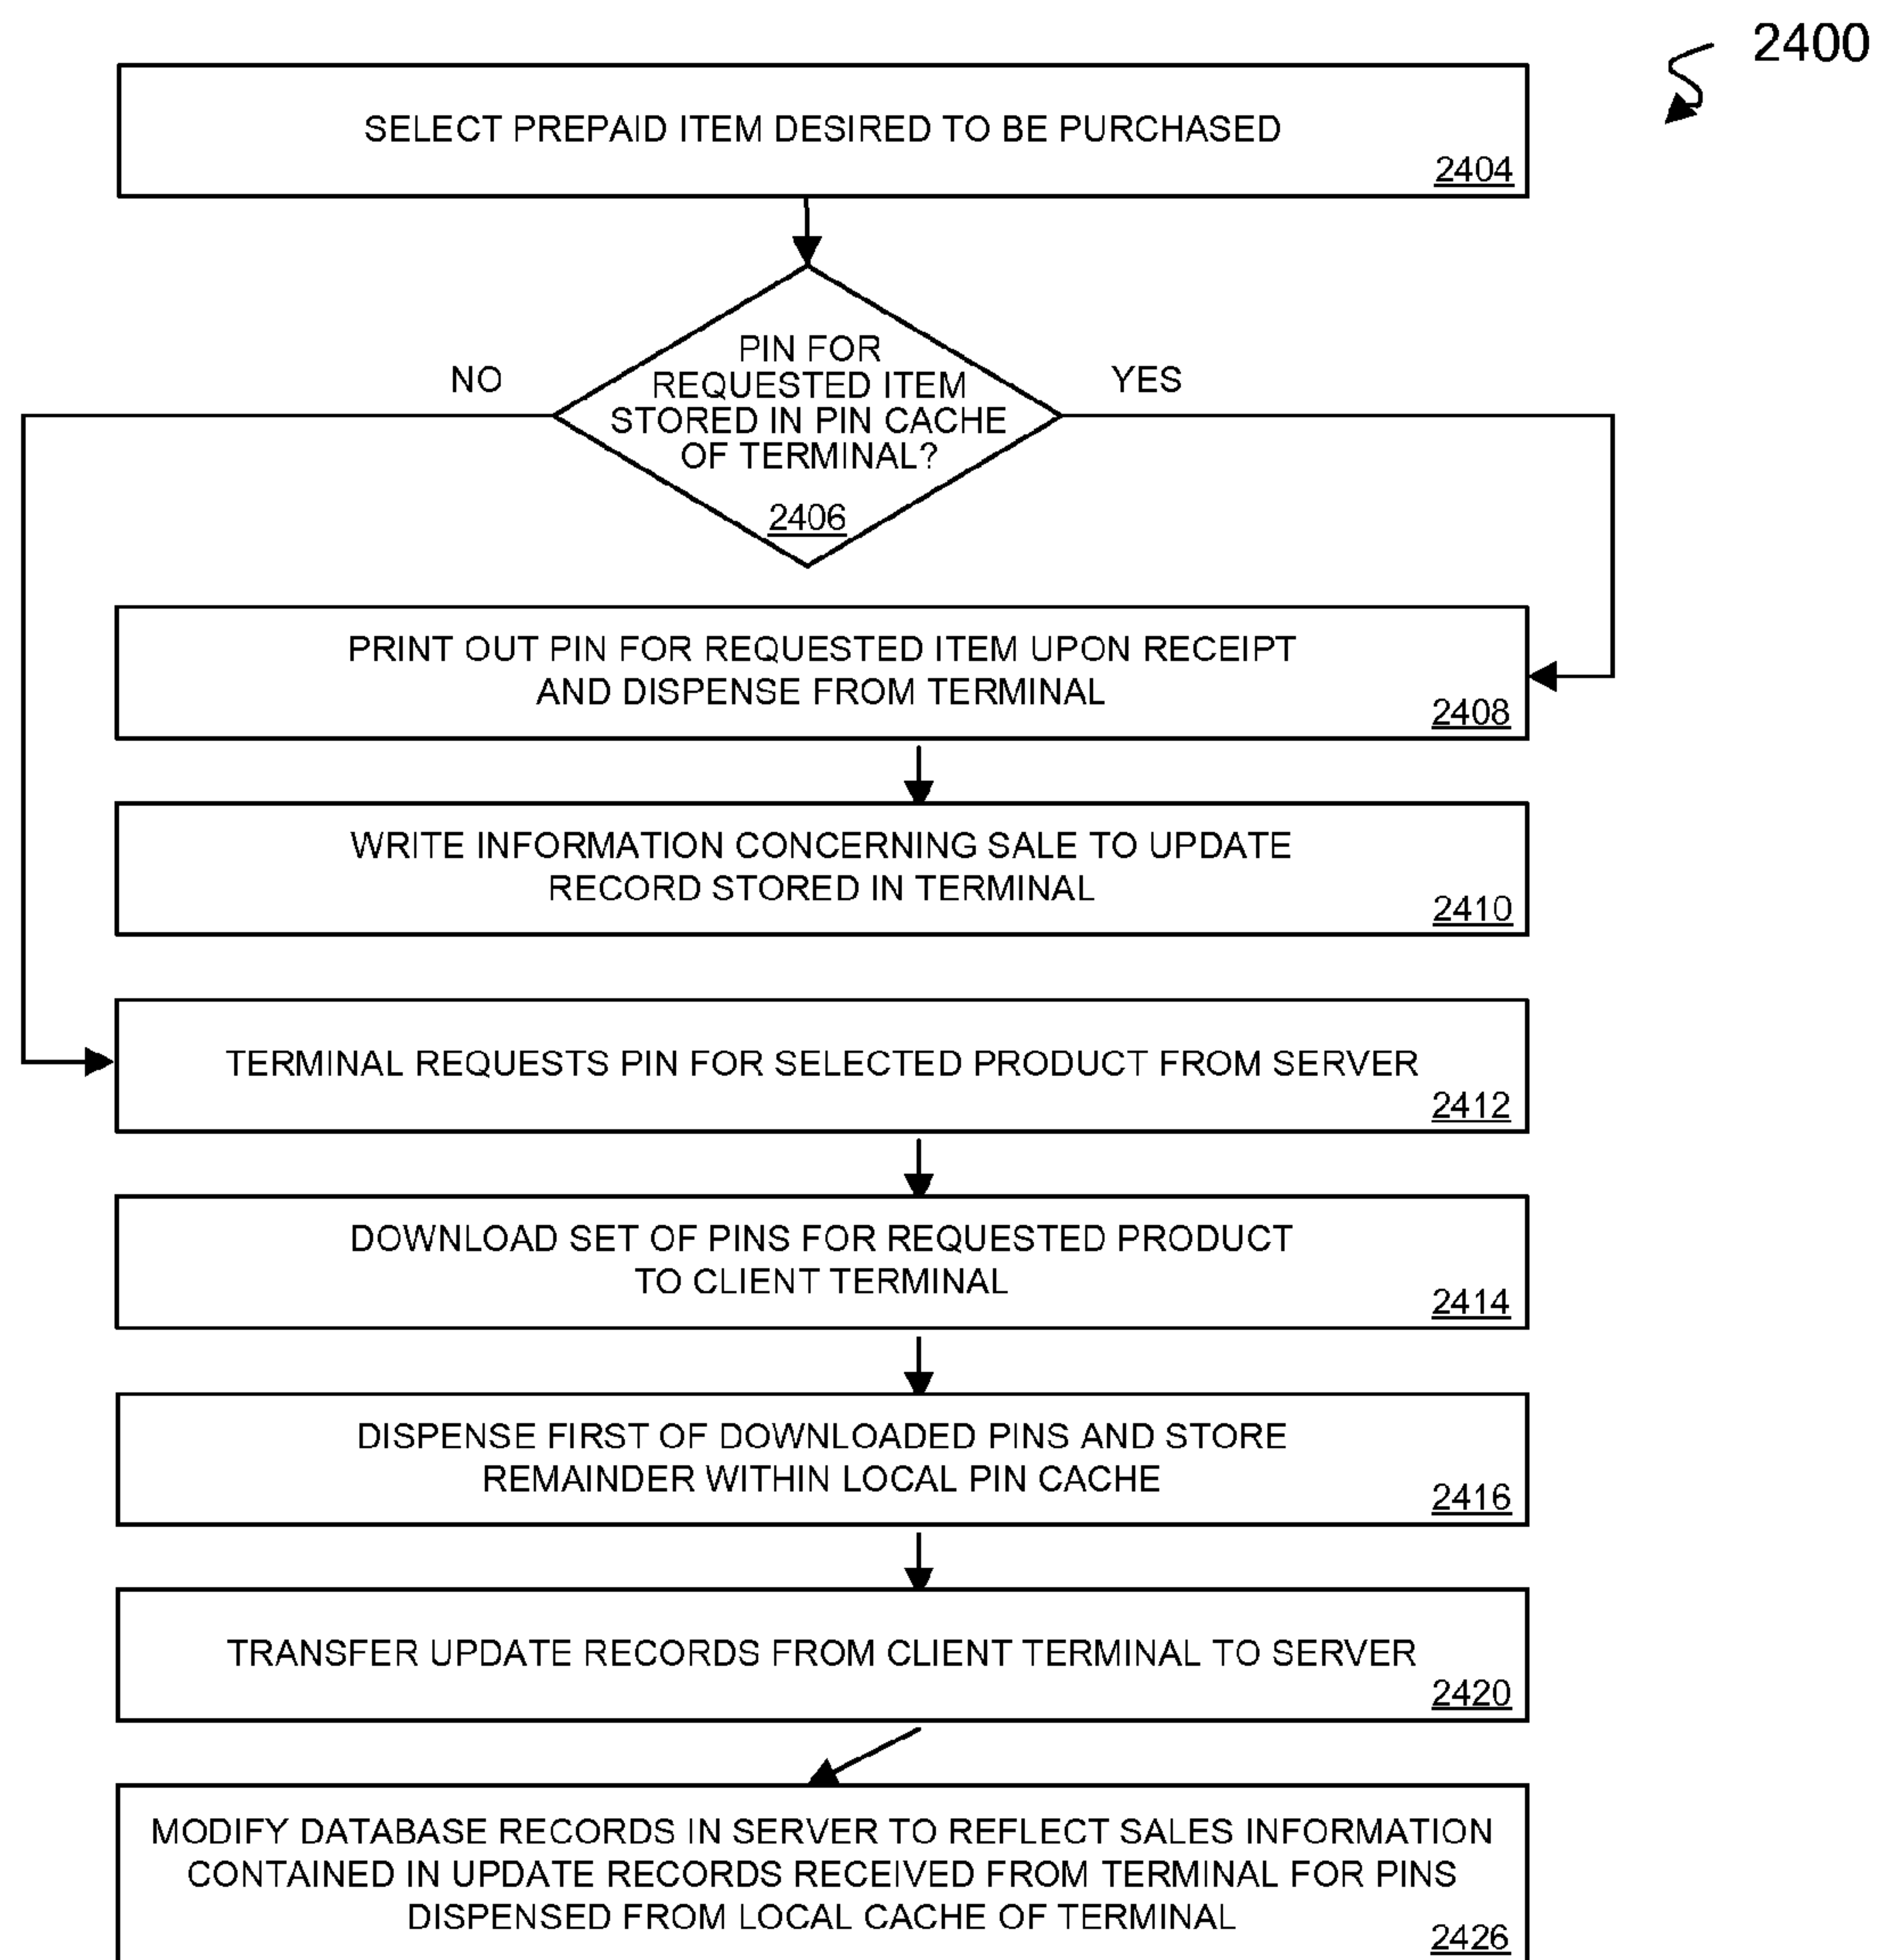 2400
SELECT PREPAID ITEM DESIRED TO BE PURCHASED
2404
NO
YES
PIN FOR
REQUESTED ITEM
STORED IN PIN CACHE
OF TERMINAL?
2406
PRINT OUT PIN FOR REQUESTED ITEM UPON RECEIPT
AND DISPENSE FROM TERMINAL
2408
WRITE INFORMATION CONCERNING SALE TO UPDATE
RECORD STORED IN TERMINAL
2410
TERMINAL REQUESTS PIN FOR SELECTED PRODUCT FROM SERVER
2412
DOWNLOAD SET OF PINS FOR REQUESTED PRODUCT
TO CLIENT TERMINAL
2414
DISPENSE FIRST OF DOWNLOADED PINS AND STORE
REMAINDER WITHIN LOCAL PIN CACHE
2416
TRANSFER UPDATE RECORDS FROM CLIENT TERMINAL TO SERVER
2420
MODIFY DATABASE RECORDS IN SERVER TO REFLECT SALES INFORMATION
CONTAINED IN UPDATE RECORDS RECEIVED FROM TERMINAL FOR PINS
DISPENSED FROM LOCAL CACHE OF TERMINAL
2426